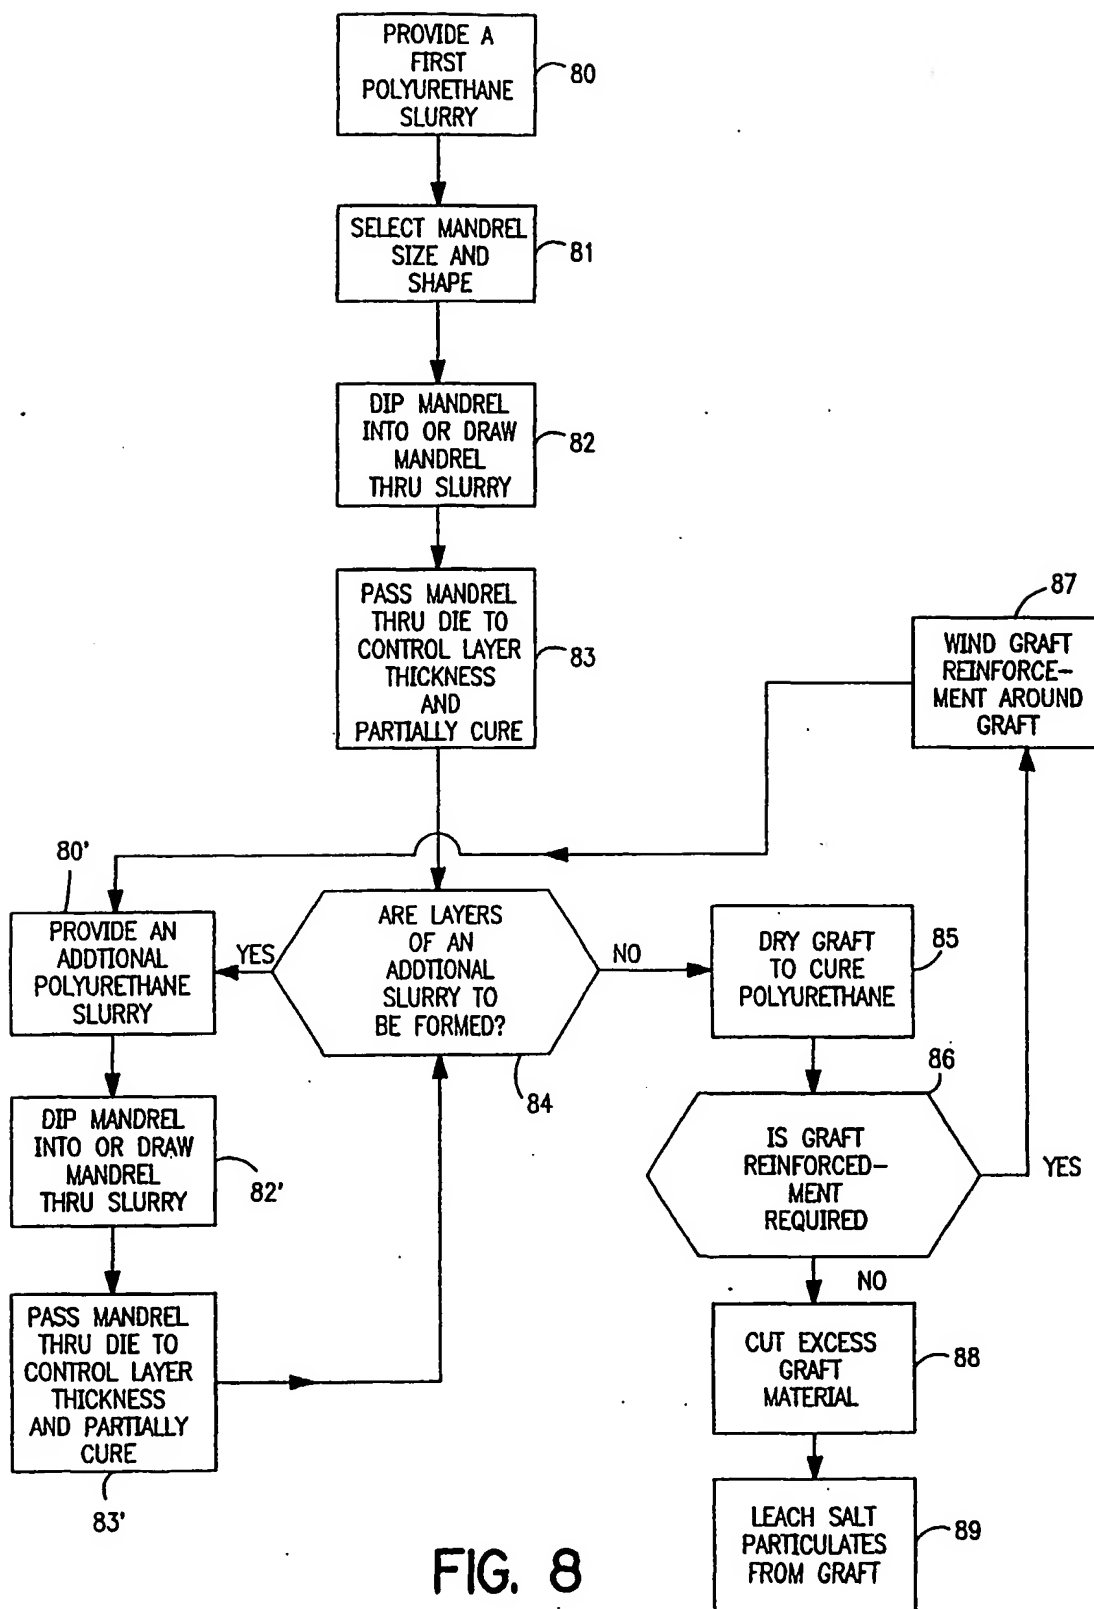 PROVIDE A
FIRST
POLYURETHANE
SLURRY
80
SELECT MANDREL
SIZE AND
SHAPE
81
DIP MANDREL
INTO OR DRAW
MANDREL
THRU SLURRY
82
PASS MANDREL
THRU DIE TO
CONTROL LAYER
THICKNESS
AND
PARTIALLY CURE
83
87
WIND GRAFT
REINFORCE-
MENT AROUND
GRAFT
80'
PROVIDE AN
ADDTIONAL
POLYURETHANE
SLURRY
YES
ARE LAYERS
OF AN
ADDTIONAL
SLURRY TO
BE FORMED?
84
NO
DRY GRAFT
TO CURE
POLYURETHANE
85
DIP MANDREL
INTO OR DRAW
MANDREL
THRU SLURRY
82'
86
IS GRAFT
REINFORCED-
MENT
REQUIRED
YES
NO
PASS MANDREL
THRU DIE TO
CONTROL LAYER
THICKNESS
AND PARTIALLY
CURE
83'
CUT EXCESS
GRAFT
MATERIAL
88
LEACH SALT
PARTICULATES
FROM GRAFT
89
FIG. 8